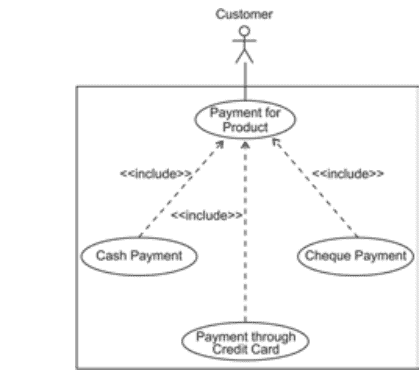 Customer
Payment for
Product
<<include>>
<<include>>
<<include>>
Cash Payment
Cheque Payment
Payment through
Credit Card